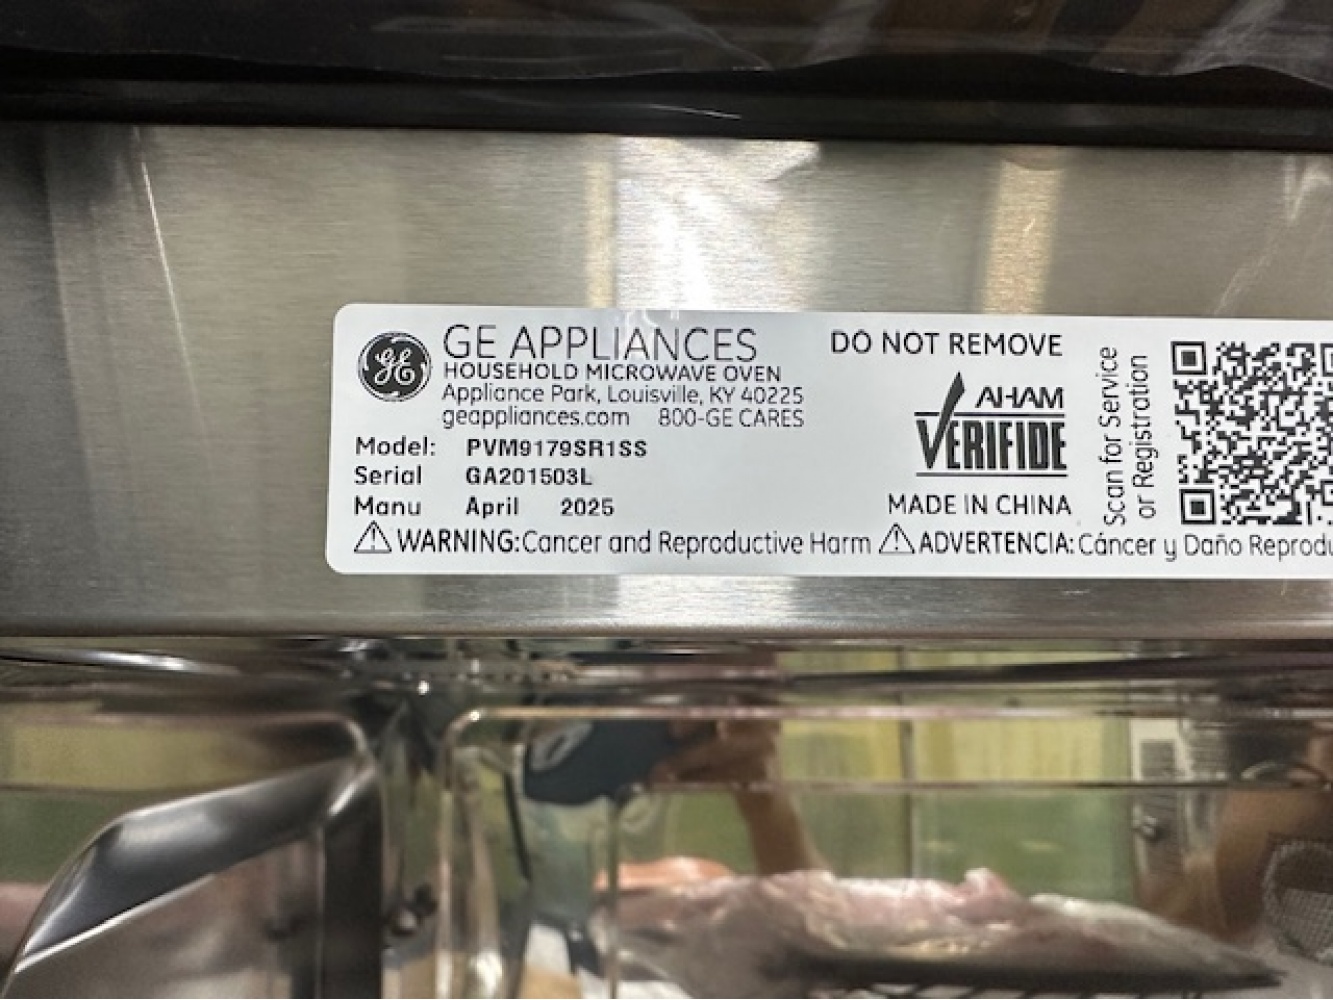 GE
GE APPLIANCES
HOUSEHOLD MICROWAVE OVEN
Appliance Park, Louisville, KY 40225
geappliances.com 800-GE CARES
Model: PVM9179SR1SS
Serial GA201503L
Manu April 2025
DO NOT REMOVE
AHAM
VERIFIDE
MADE IN CHINA
Scan for Service
or Registration
WARNING:Cancer and Reproductive Harm ADVERTENCIA:Cáncer y Daño Reprodu